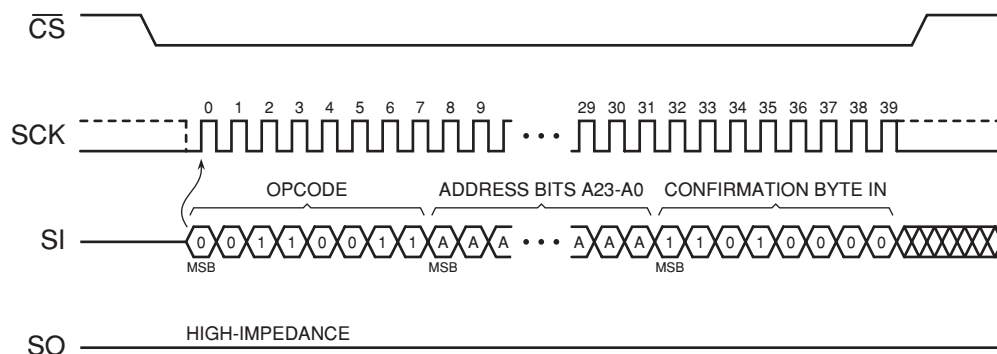 CS
0 1 2 3 4 5 6 7 8 9 29 30 31 32 33 34 35 36 37 38 39
SCK
OPCODE ADDRESS BITS A23-A0 CONFIRMATION BYTE IN
SI 0 0 1 1 0 0 1 1 A A A A A A 1 1 0 1 0 0 0 0
MSB MSB MSB
HIGH-IMPEDANCE
SO